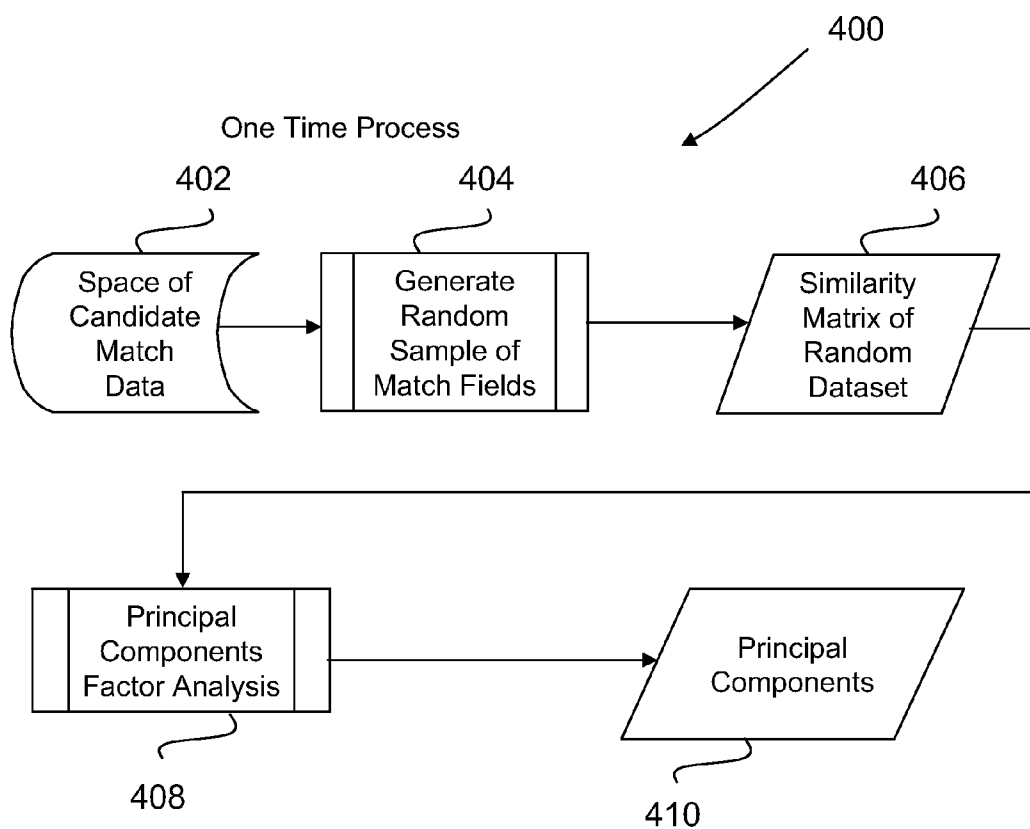 400
One Time Process
402
404
406
Space of
Candidate
Match
Data
Generate
Random
Sample of
Match Fields
Similarity
Matrix of
Random
Dataset
Principal
Components
Factor Analysis
Principal
Components
408
410